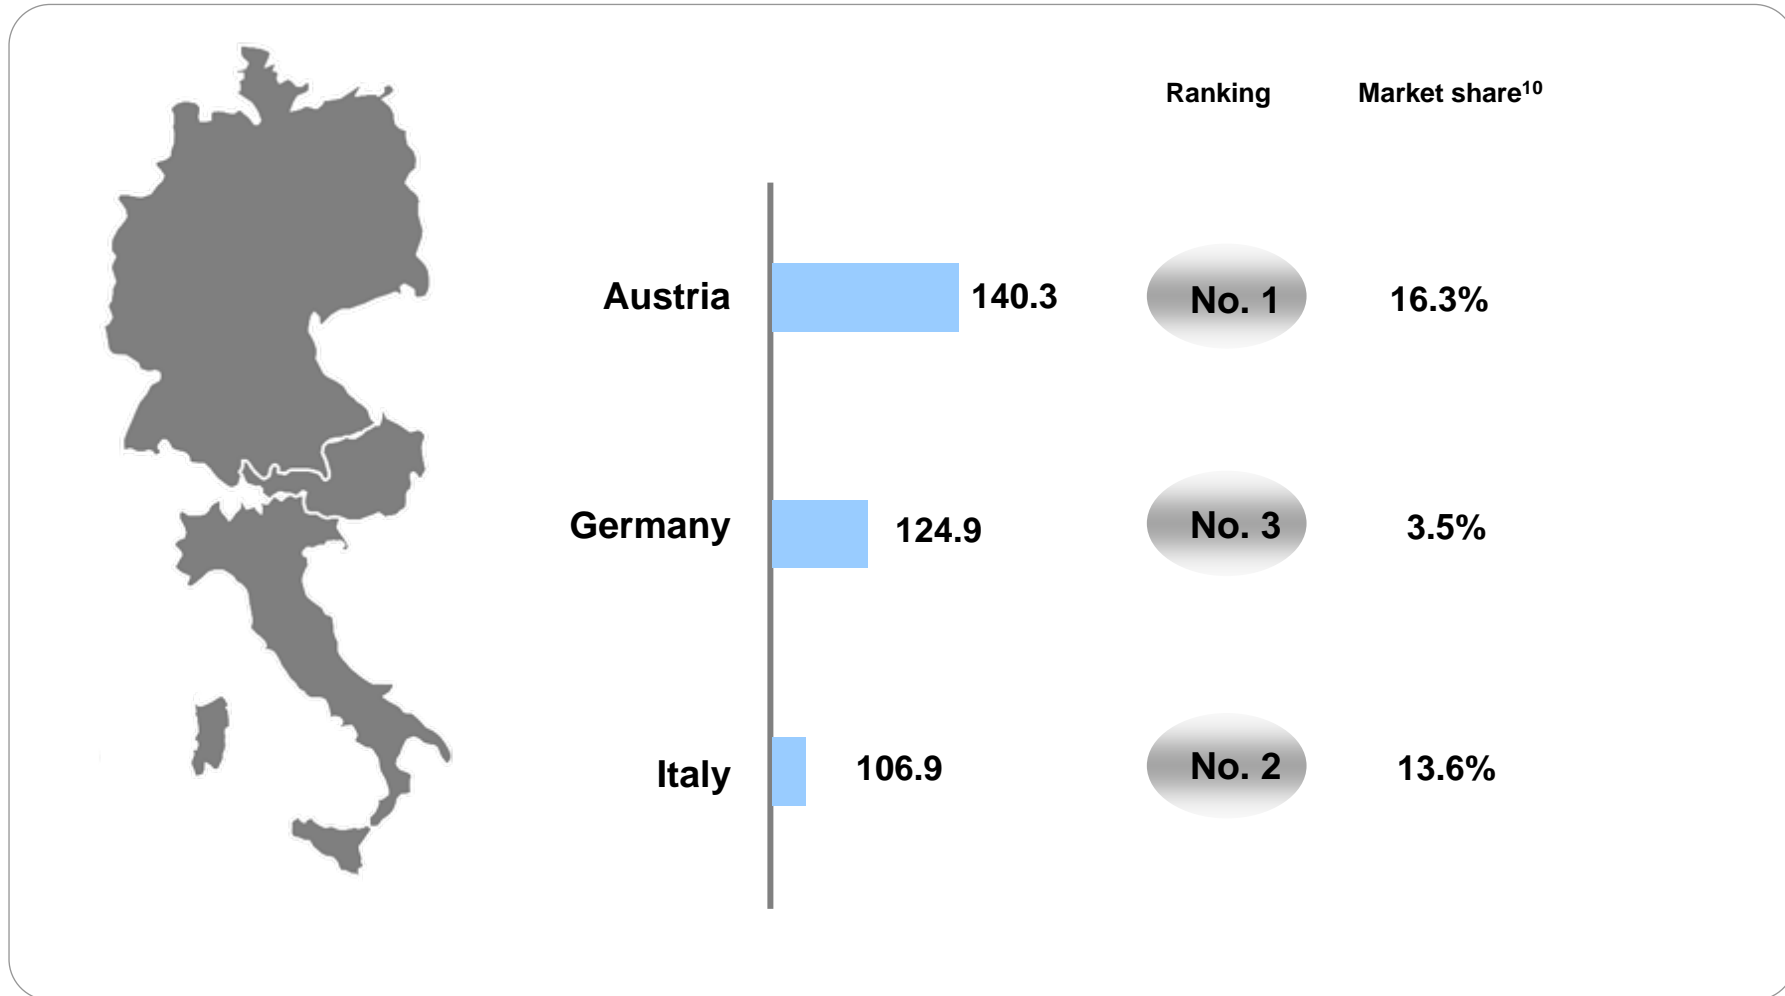 Ranking Market share10
Austria 140.3 No. 1 16.3%
Germany 124.9 No. 3 3.5%
Italy 106.9 No. 2 13.6%